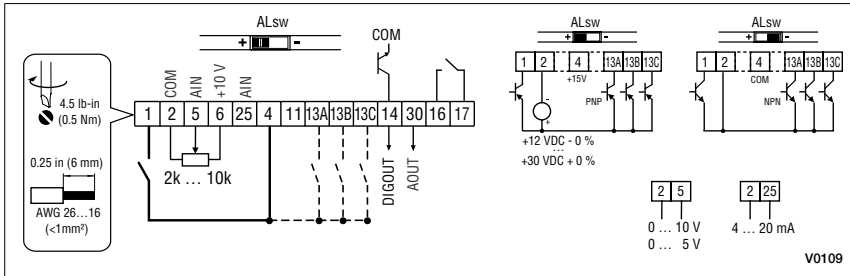 4.5 lb-in
(0.5 Nm)
0.25 in (6 mm)
AWG 26…16
(<1mm²)
ALsw
+ -
COM
AIN
+10 V
AIN
COM
1 2 5 6 25 4 11 13A 13B 13C 14 30 16 17
2k … 10k
DIGOUT
AOUT
ALsw
+ -
1 2 4 13A 13B 13C
+15V
PNP
-
+
+12 VDC - 0 %
…
+30 VDC + 0 %
ALsw
+ -
1 2 4 13A 13B 13C
COM
NPN
2 5
0 … 10 V
0 … 5 V
2 25
4 … 20 mA
V0109